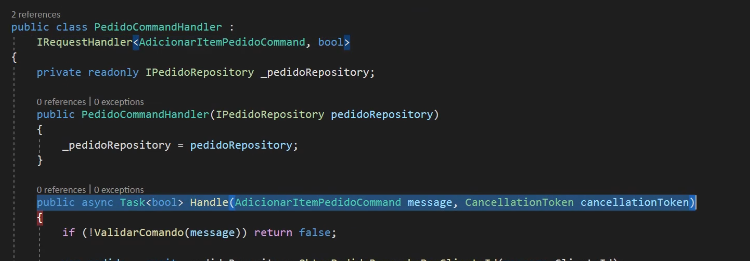 2 references
public class PedidoCommandHandler :
IRequestHandler<AdicionarItemPedidoCommand, bool>
{
private readonly IPedidoRepository _pedidoRepository;
0 references | 0 exceptions
public PedidoCommandHandler(IPedidoRepository pedidoRepository)
{
_pedidoRepository = pedidoRepository;
}
0 references | 0 exceptions
public async Task<bool> Handle(AdicionarItemPedidoCommand message, CancellationToken cancellationToken)
{
if (!ValidarComando(message)) return false;